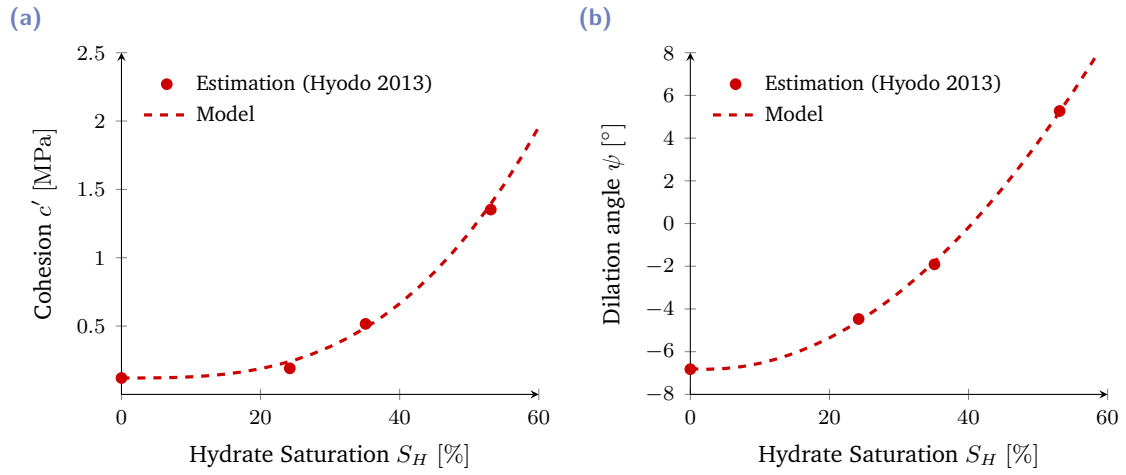 (a)
2.5
2
1.5
1
0.5
0
20
40
60
Cohesion c′ [MPa]
Hydrate Saturation S_H [%]
Estimation (Hyodo 2013)
Model
(b)
8
6
4
2
0
−2
−4
−6
−8
0
20
40
60
Dilation angle ψ [°]
Hydrate Saturation S_H [%]
Estimation (Hyodo 2013)
Model